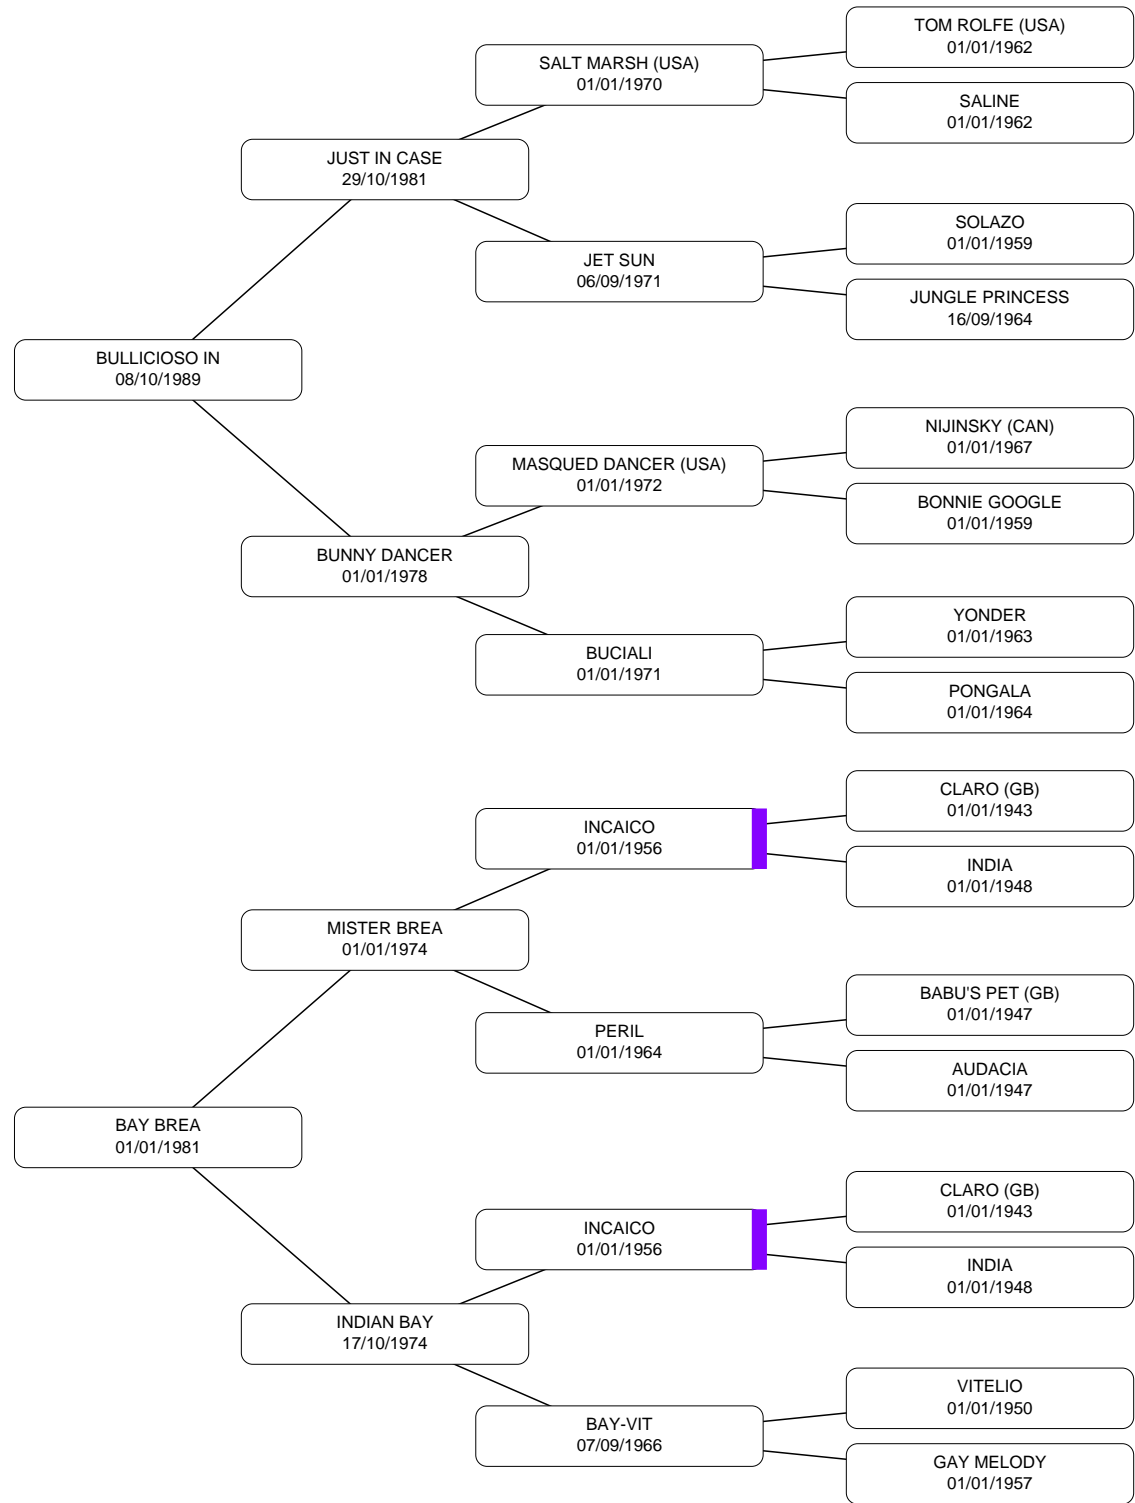 TOM ROLFE (USA)
01/01/1962
SALT MARSH (USA)
01/01/1970
SALINE
01/01/1962
JUST IN CASE
29/10/1981
SOLAZO
01/01/1959
JET SUN
06/09/1971
JUNGLE PRINCESS
16/09/1964
BULLICIOSO IN
08/10/1989
NIJINSKY (CAN)
01/01/1967
MASQUED DANCER (USA)
01/01/1972
BONNIE GOOGLE
01/01/1959
BUNNY DANCER
01/01/1978
YONDER
01/01/1963
BUCIALI
01/01/1971
PONGALA
01/01/1964
CLARO (GB)
01/01/1943
INCAICO
01/01/1956
INDIA
01/01/1948
MISTER BREA
01/01/1974
BABU'S PET (GB)
01/01/1947
PERIL
01/01/1964
AUDACIA
01/01/1947
BAY BREA
01/01/1981
CLARO (GB)
01/01/1943
INCAICO
01/01/1956
INDIA
01/01/1948
INDIAN BAY
17/10/1974
VITELIO
01/01/1950
BAY-VIT
07/09/1966
GAY MELODY
01/01/1957